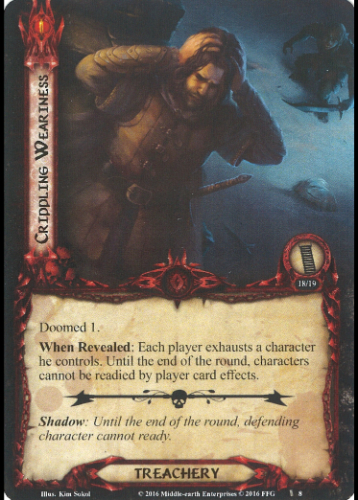 CRIPPLING WEARINESS
18/19
Doomed 1.
When Revealed: Each player exhausts a character
he controls. Until the end of the round, characters
cannot be readied by player card effects.
Shadow: Until the end of the round, defending
character cannot ready.
TREACHERY
Illus. Kim Sokol
© 2016 Middle-earth Enterprises © 2016 FFG
8